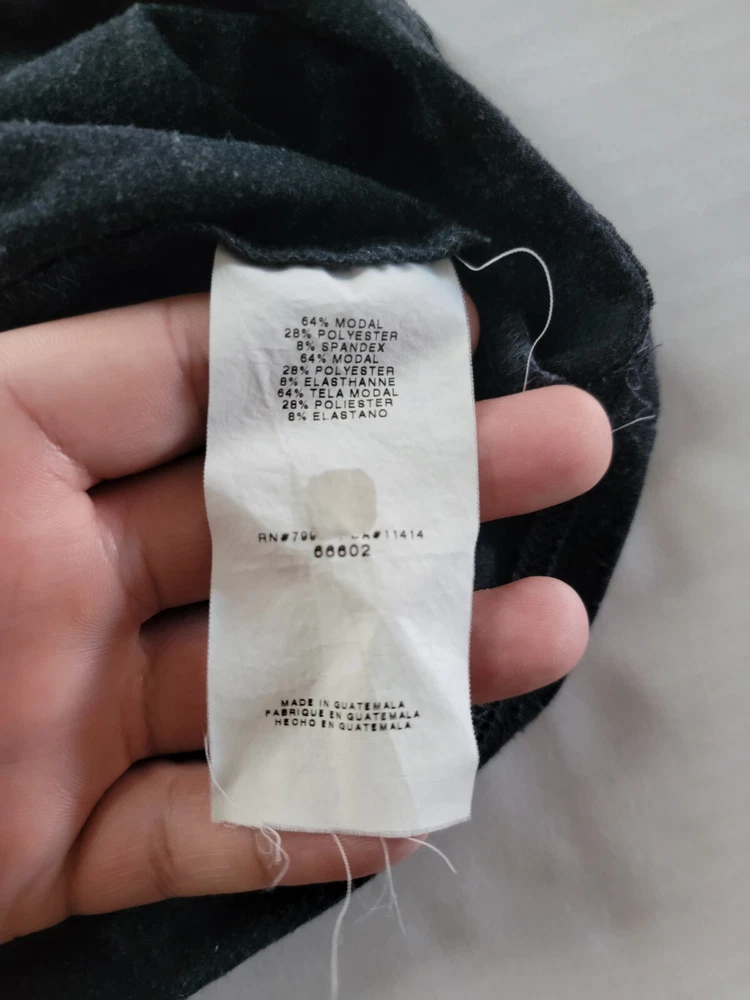 64% MODAL
28% POLYESTER
8% SPANDEX
64% MODAL
28% POLYESTER
8% ELASTHANNE
64% TELA MODAL
28% POLIESTER
8% ELASTANO
66602
MADE IN GUATEMALA
FABRIQUE EN GUATEMALA
HECHO EN GUATEMALA